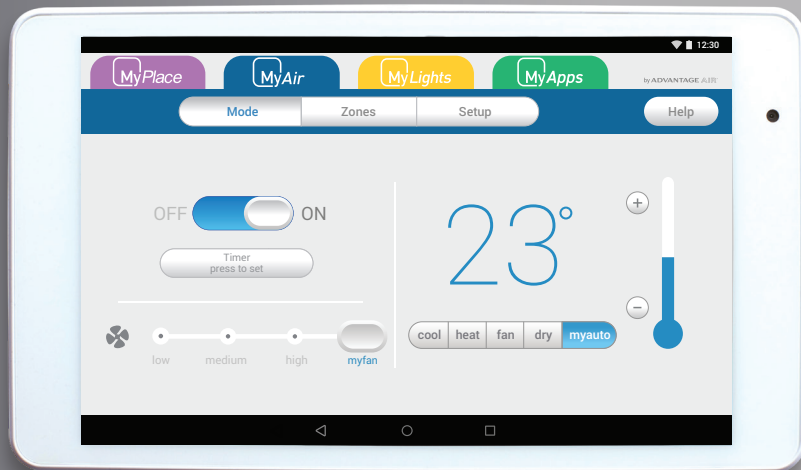 12:30
MyPlace
MyAir
MyLights
MyApps
by ADVANTAGE AIR
Mode
Zones
Setup
Help
OFF
ON
23°
+
Timer
press to set
−
cool
heat
fan
dry
myauto
low
medium
high
myfan